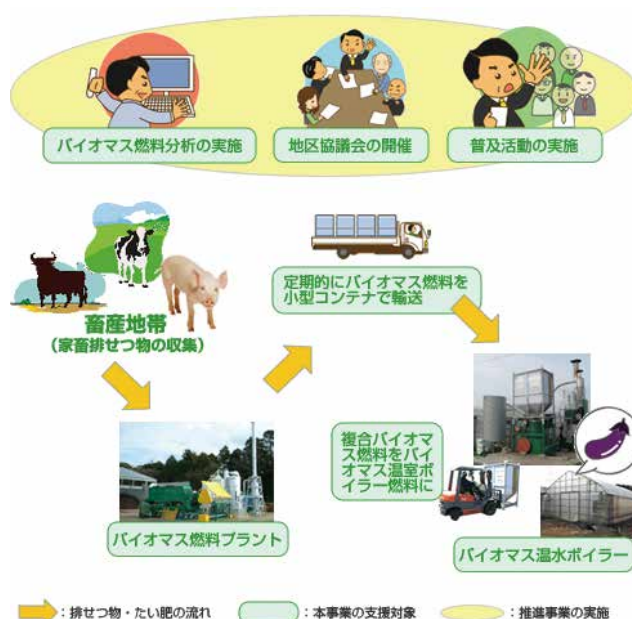 バイオマス燃料分析の実施
地区協議会の開催
普及活動の実施
定期的にバイオマス燃料を
小型コンテナで輸送
畜産地帯
(家畜排せつ物の収集)
複合バイオマ
ス燃料をバイ
オマス温室ボ
イラー燃料に
バイオマス燃料プラント
バイオマス温水ボイラー
：排せつ物・たい肥の流れ
：本事業の支援対象
：推進事業の実施